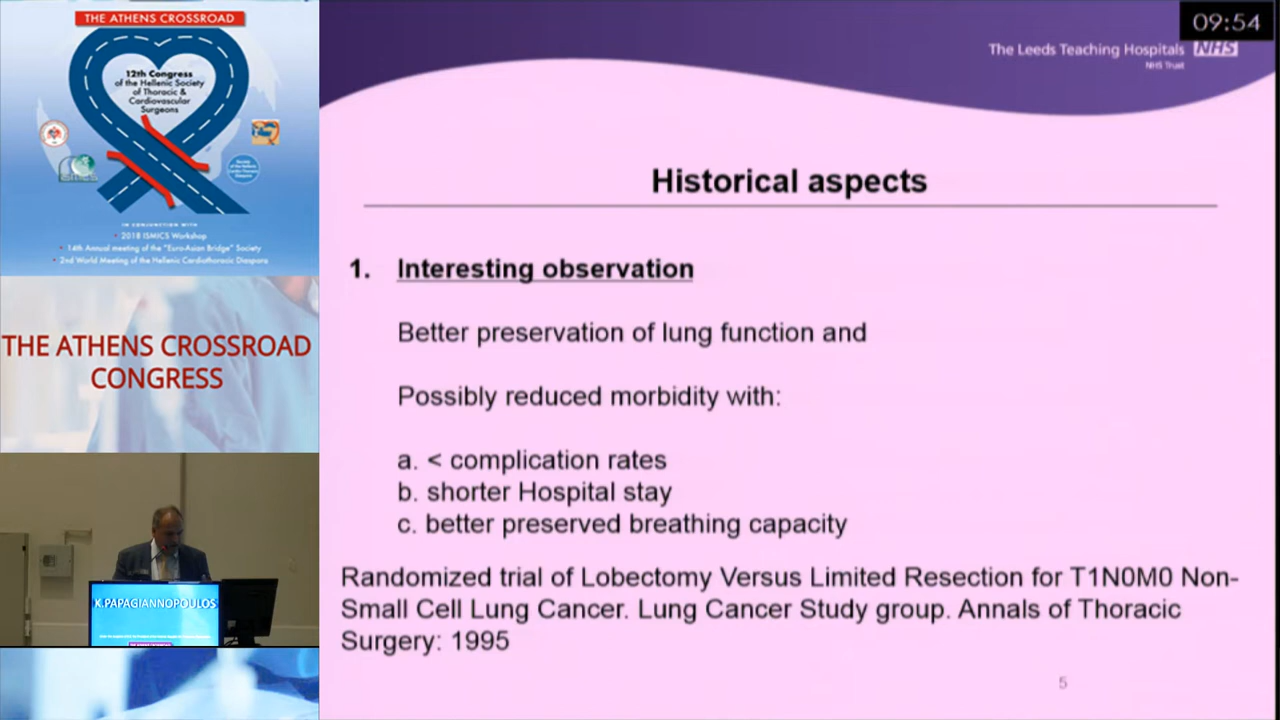 THE ATHENS CROSSROAD
12th Congress
of the Hellenic Society
of Thoracic &
Cardiovascular
Surgeons
IN CONJUNCTION WITH
• 2018 ISMICS Workshop
• 14th Annual meeting of the "Euro-Asian Bridge" Society
• 2nd World Meeting of the Hellenic Cardiothoracic Diaspora
THE ATHENS CROSSROAD
CONGRESS
K.PAPAGIANNOPOULOS
09:54
The Leeds Teaching Hospitals NHS
NHS Trust
Historical aspects
1. Interesting observation
Better preservation of lung function and
Possibly reduced morbidity with:
a. < complication rates
b. shorter Hospital stay
c. better preserved breathing capacity
Randomized trial of Lobectomy Versus Limited Resection for T1N0M0 Non-
Small Cell Lung Cancer. Lung Cancer Study group. Annals of Thoracic
Surgery: 1995
5